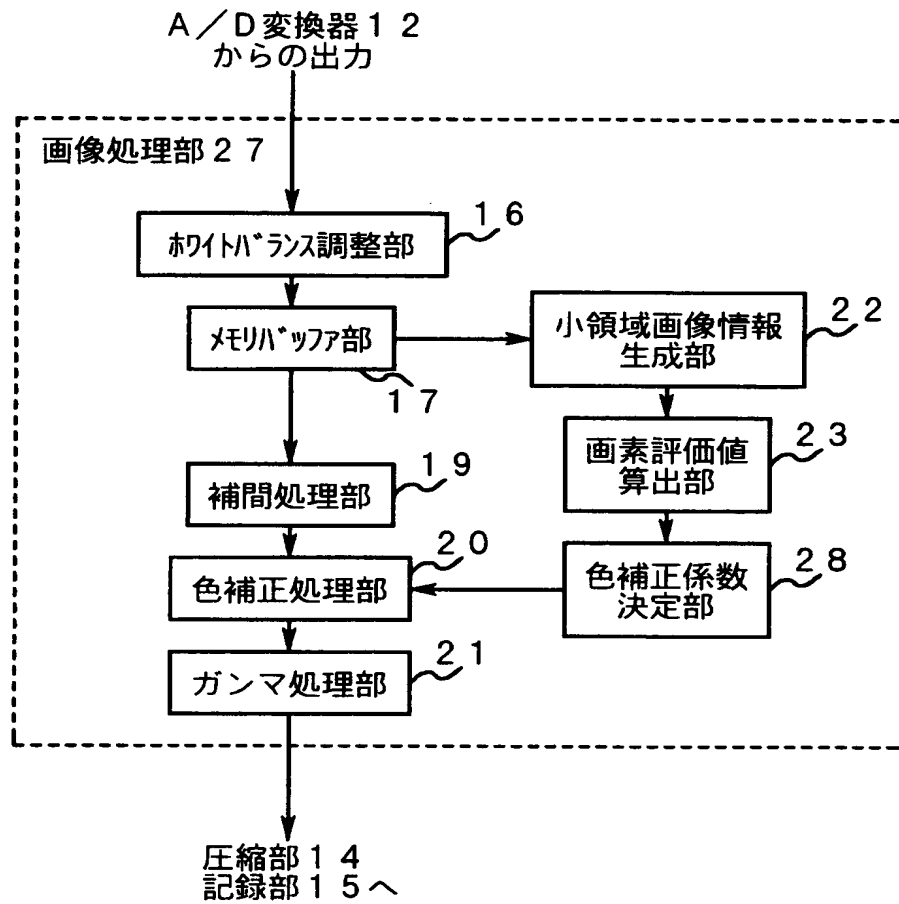 A／D変換器１２
からの出力
画像処理部２７
１６
ﾎﾜｲﾄﾊﾞﾗﾝｽ調整部
ﾒﾓﾘﾊﾞｯﾌｧ部
１７
小領域画像情報
生成部
２２
画素評価値
算出部
２３
補間処理部
１９
色補正処理部
２０
色補正係数
決定部
２８
ガンマ処理部
２１
圧縮部１４
記録部１５へ